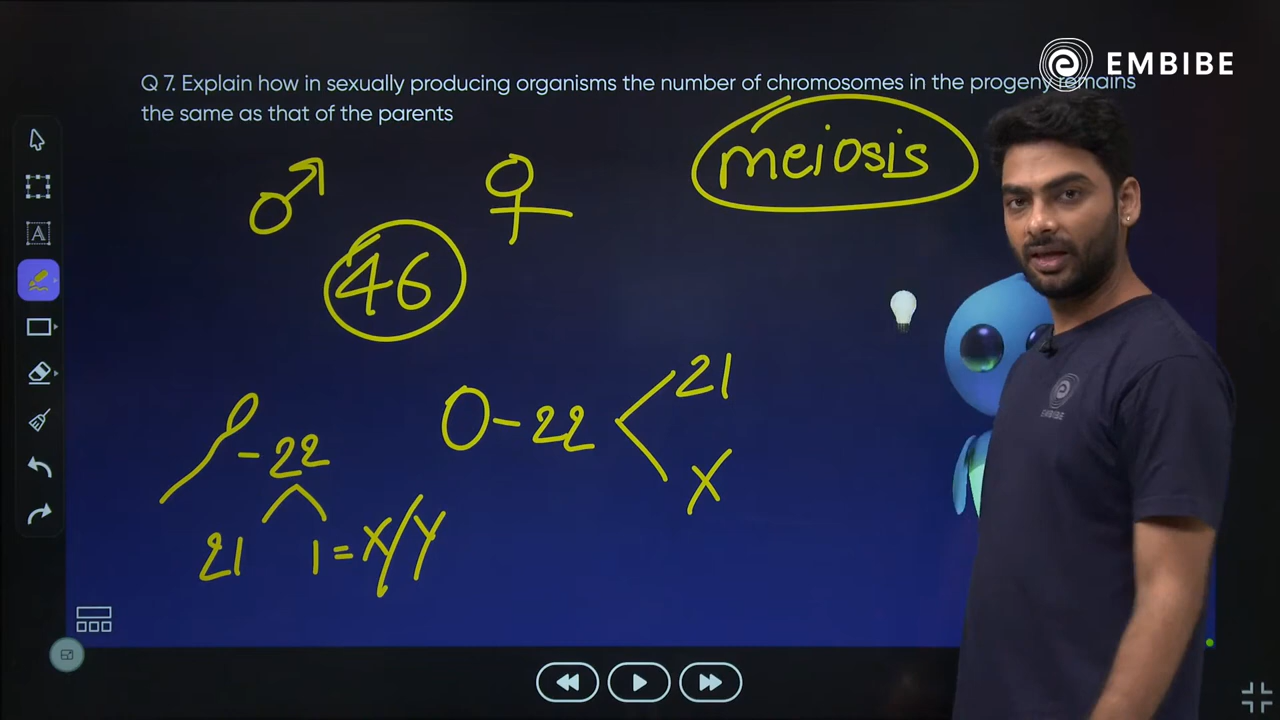 EMBIBE
Q 7. Explain how in sexually producing organisms the number of chromosomes in the progeny remains
the same as that of the parents
meiosis
46
21
O-22
X
-22
21 1 = X/Y
A
EMBIBE